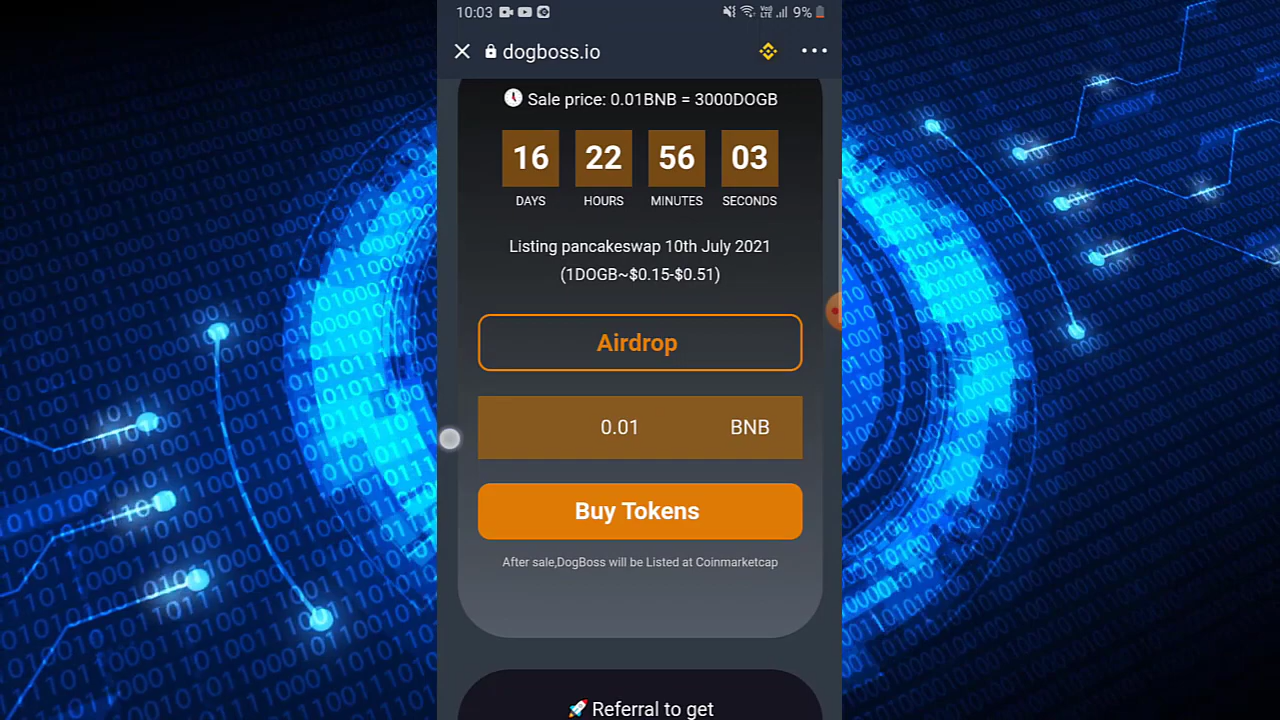 10:03 Vo) LTE 9%
dogboss.io
Sale price: 0.01BNB = 3000DOGB
16 22 56 03
DAYS HOURS MINUTES SECONDS
Listing pancakeswap 10th July 2021
(1DOGB~$0.15-$0.51)
Airdrop
0.01 BNB
Buy Tokens
After sale,DogBoss will be Listed at Coinmarketcap
Referral to get